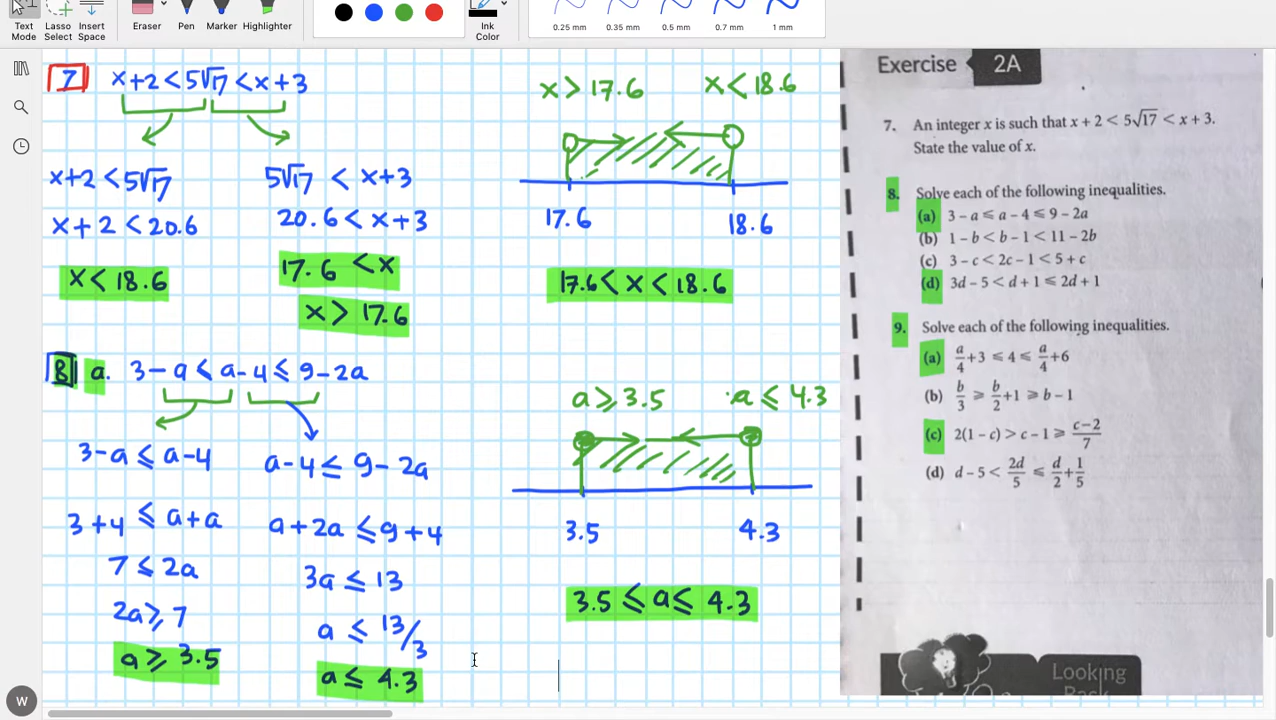 Text Mode
Lasso Select
Insert Space
Eraser
Pen
Marker
Highlighter
Ink Color
0.25 mm
0.35 mm
0.5 mm
0.7 mm
1 mm
7 x+2 < 5√17 < x+3
x+2 < 5√17
5√17 < x+3
x+2 < 20.6
20.6 < x+3
x < 18.6
17.6 < x
x > 17.6
x > 17.6
x < 18.6
17.6
18.6
17.6 < x < 18.6
8 a. 3-a < a-4 ≤ 9-2a
3-a ≤ a-4
a-4 ≤ 9-2a
3+4 ≤ a+a
a+2a ≤ 9+4
7 ≤ 2a
3a ≤ 13
2a ≥ 7
a ≤ 13/3
a ≥ 3.5
a ≤ 4.3
a ≥ 3.5
a ≤ 4.3
3.5
4.3
3.5 ≤ a ≤ 4.3
Exercise 2A
7. An integer x is such that x + 2 < 5√17 < x + 3.
State the value of x.
8. Solve each of the following inequalities.
(a) 3 – a ≤ a – 4 ≤ 9 – 2a
(b) 1 – b < b – 1 < 11 – 2b
(c) 3 – c < 2c – 1 < 5 + c
(d) 3d – 5 < d + 1 ≤ 2d + 1
9. Solve each of the following inequalities.
(a) a/4 + 3 ≤ 4 ≤ a/4 + 6
(b) b/3 ≥ b/2 + 1 ≥ b – 1
(c) 2(1 – c) > c – 1 ≥ c–2/7
(d) d – 5 < 2d/5 ≤ d/2 + 1/5
Looking
W